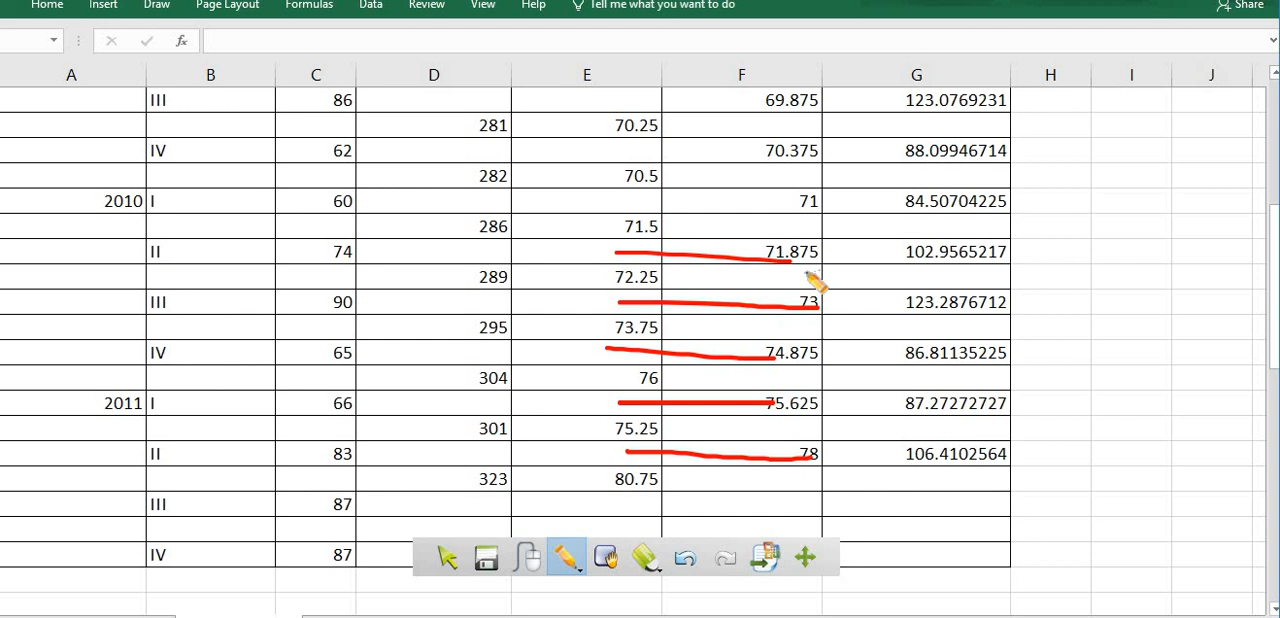 Home Insert Draw Page Layout Formulas Data Review View Help Tell me what you want to do Share
fx
A B C D E F G H I J
III 86 69.875 123.0769231
281 70.25
IV 62 70.375 88.09946714
282 70.5
2010 I 60 71 84.50704225
286 71.5
II 74 71.875 102.9565217
289 72.25
III 90 73 123.2876712
295 73.75
IV 65 74.875 86.81135225
304 76
2011 I 66 75.625 87.27272727
301 75.25
II 83 78 106.4102564
323 80.75
III 87
IV 87